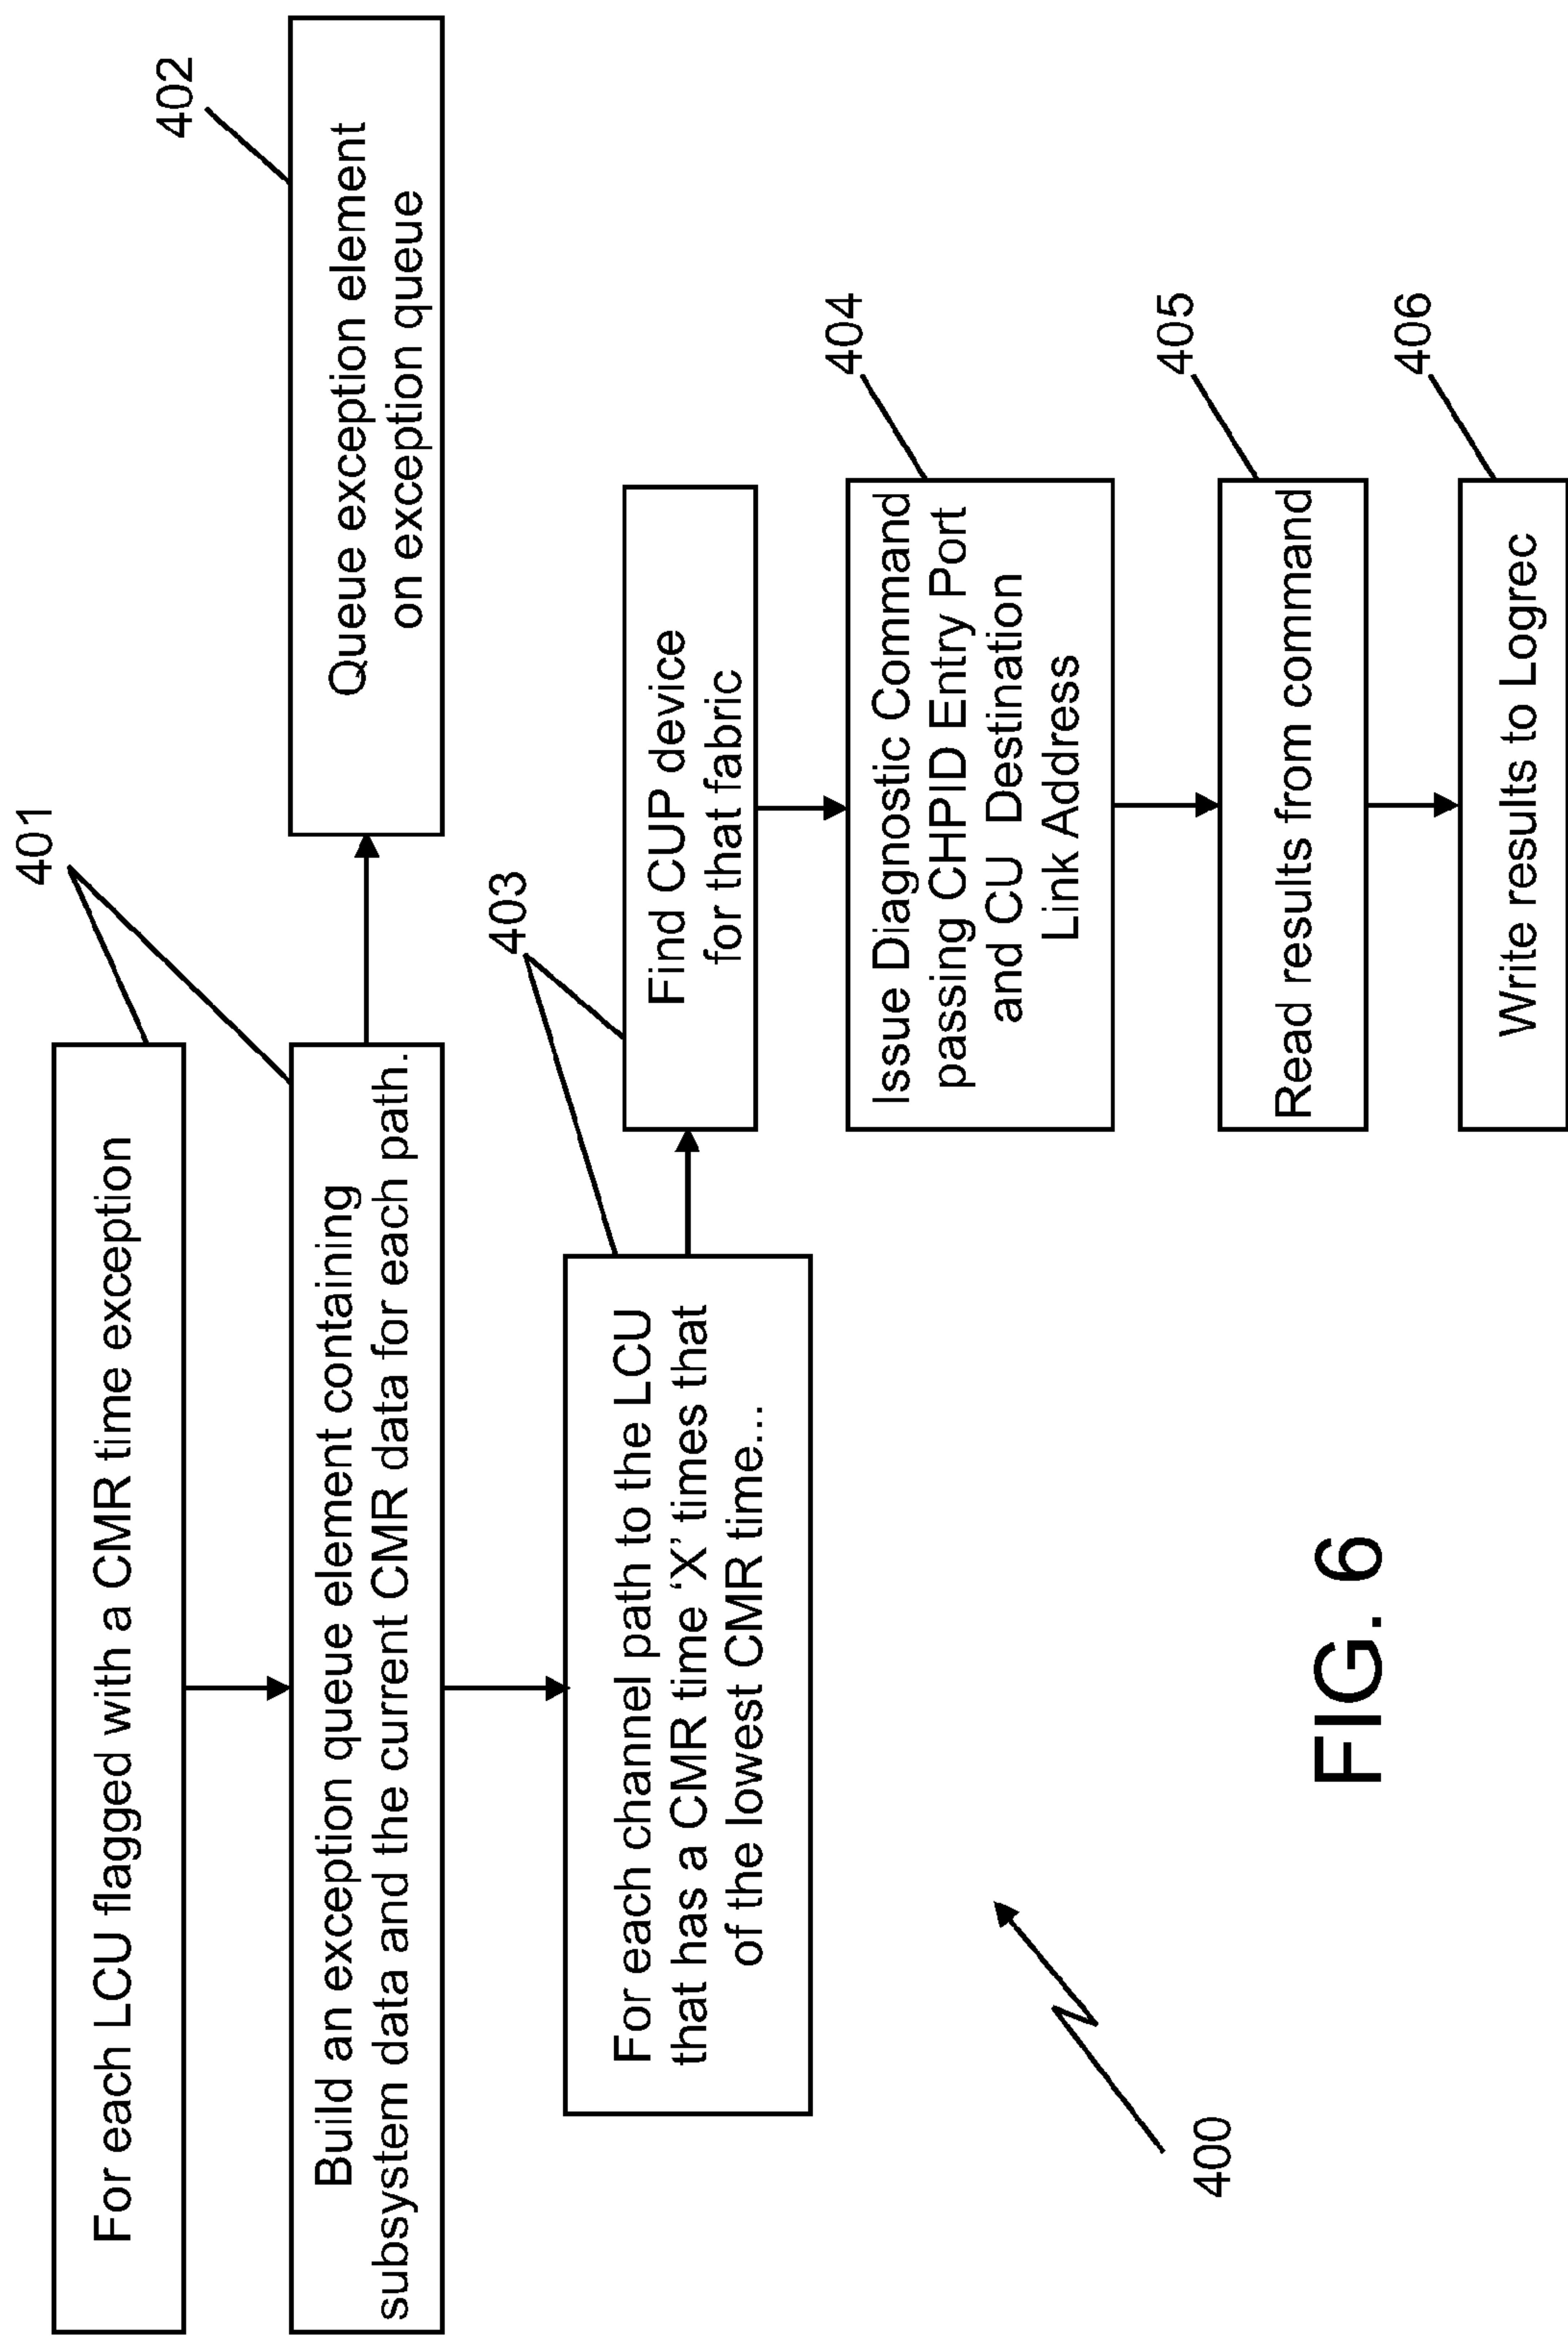 401
For each LCU flagged with a CMR time exception
402
Build an exception queue element containing
subsystem data and the current CMR data for each path.
Queue exception element
on exception queue
403
For each channel path to the LCU
that has a CMR time ‘X’ times that
of the lowest CMR time...
Find CUP device
for that fabric
404
Issue Diagnostic Command
passing CHPID Entry Port
and CU Destination
Link Address
405
Read results from command
406
Write results to Logrec
400
FIG. 6